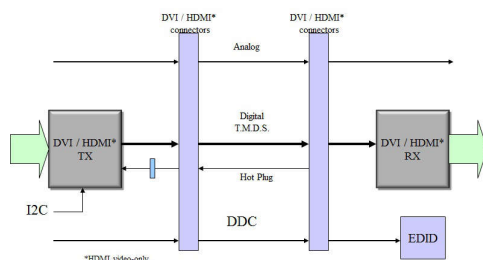 DVI / HDMI*
connectors
DVI / HDMI*
connectors
Analog
Digital
T.M.D.S.
DVI / HDMI*
TX
DVI / HDMI*
RX
Hot Plug
I2C
DDC
EDID
*HDMI video-only